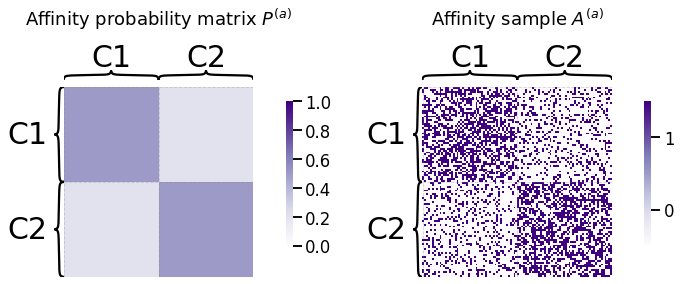 Affinity probability matrix P^(a)
C1 C2
C1
C2
1.0
0.8
0.6
0.4
0.2
0.0
Affinity sample A^(a)
C1 C2
C1
C2
1
0